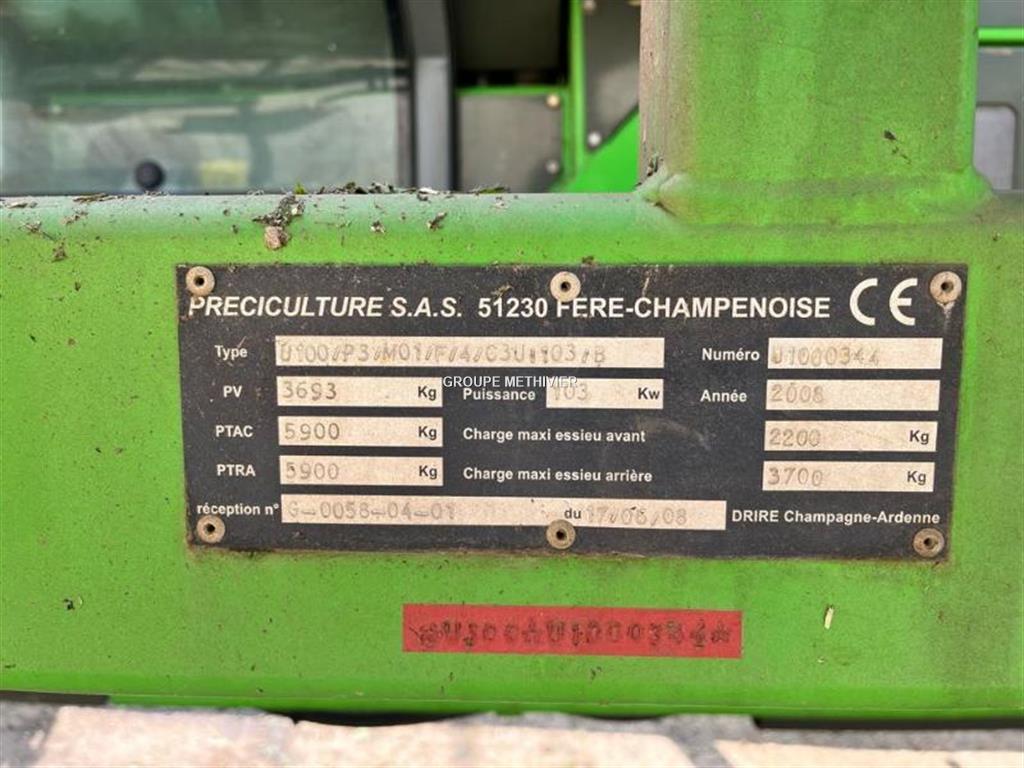 PRECICULTURE S.A.S. 51230 FERE-CHAMPENOISE CE
Type U100/P3/M01/F/4/C3U1103/B Numéro U1000344
PV 3693 Kg Puissance 103 Kw Année 2008
GROUPE METHIVIER
PTAC 5900 Kg Charge maxi essieu avant 2200 Kg
PTRA 5900 Kg Charge maxi essieu arrière 3700 Kg
réception n° G-0058-04-01 du 17/06/08 DRIRE Champagne-Ardenne